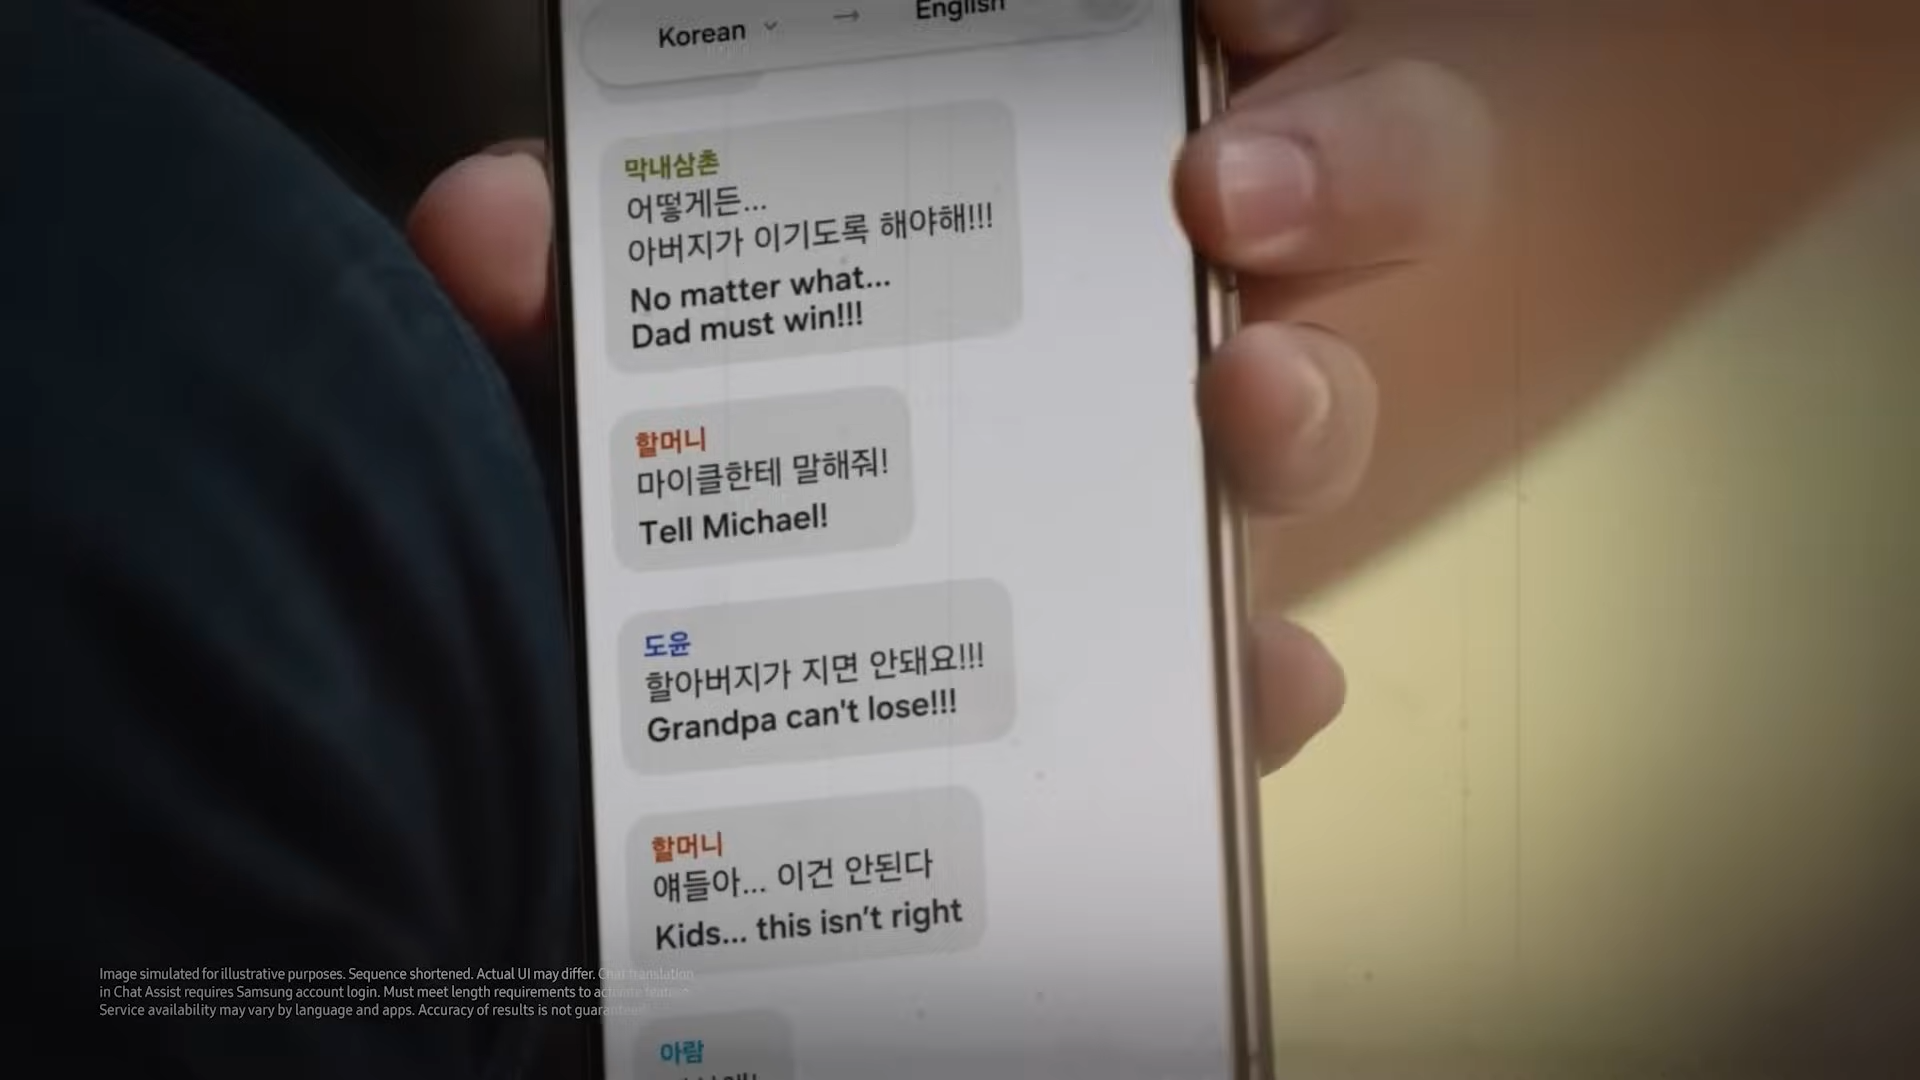 Korean → English
막내삼촌
어떻게든...
아버지가 이기도록 해야해!!!
No matter what...
Dad must win!!!
할머니
마이클한테 말해줘!
Tell Michael!
도윤
할아버지가 지면 안돼요!!!
Grandpa can't lose!!!
할머니
얘들아... 이건 안된다
Kids... this isn't right
Image simulated for illustrative purposes. Sequence shortened. Actual UI may differ. Chat translation
in Chat Assist requires Samsung account login. Must meet length requirements to activate feature.
Service availability may vary by language and apps. Accuracy of results is not guaranteed.
아람